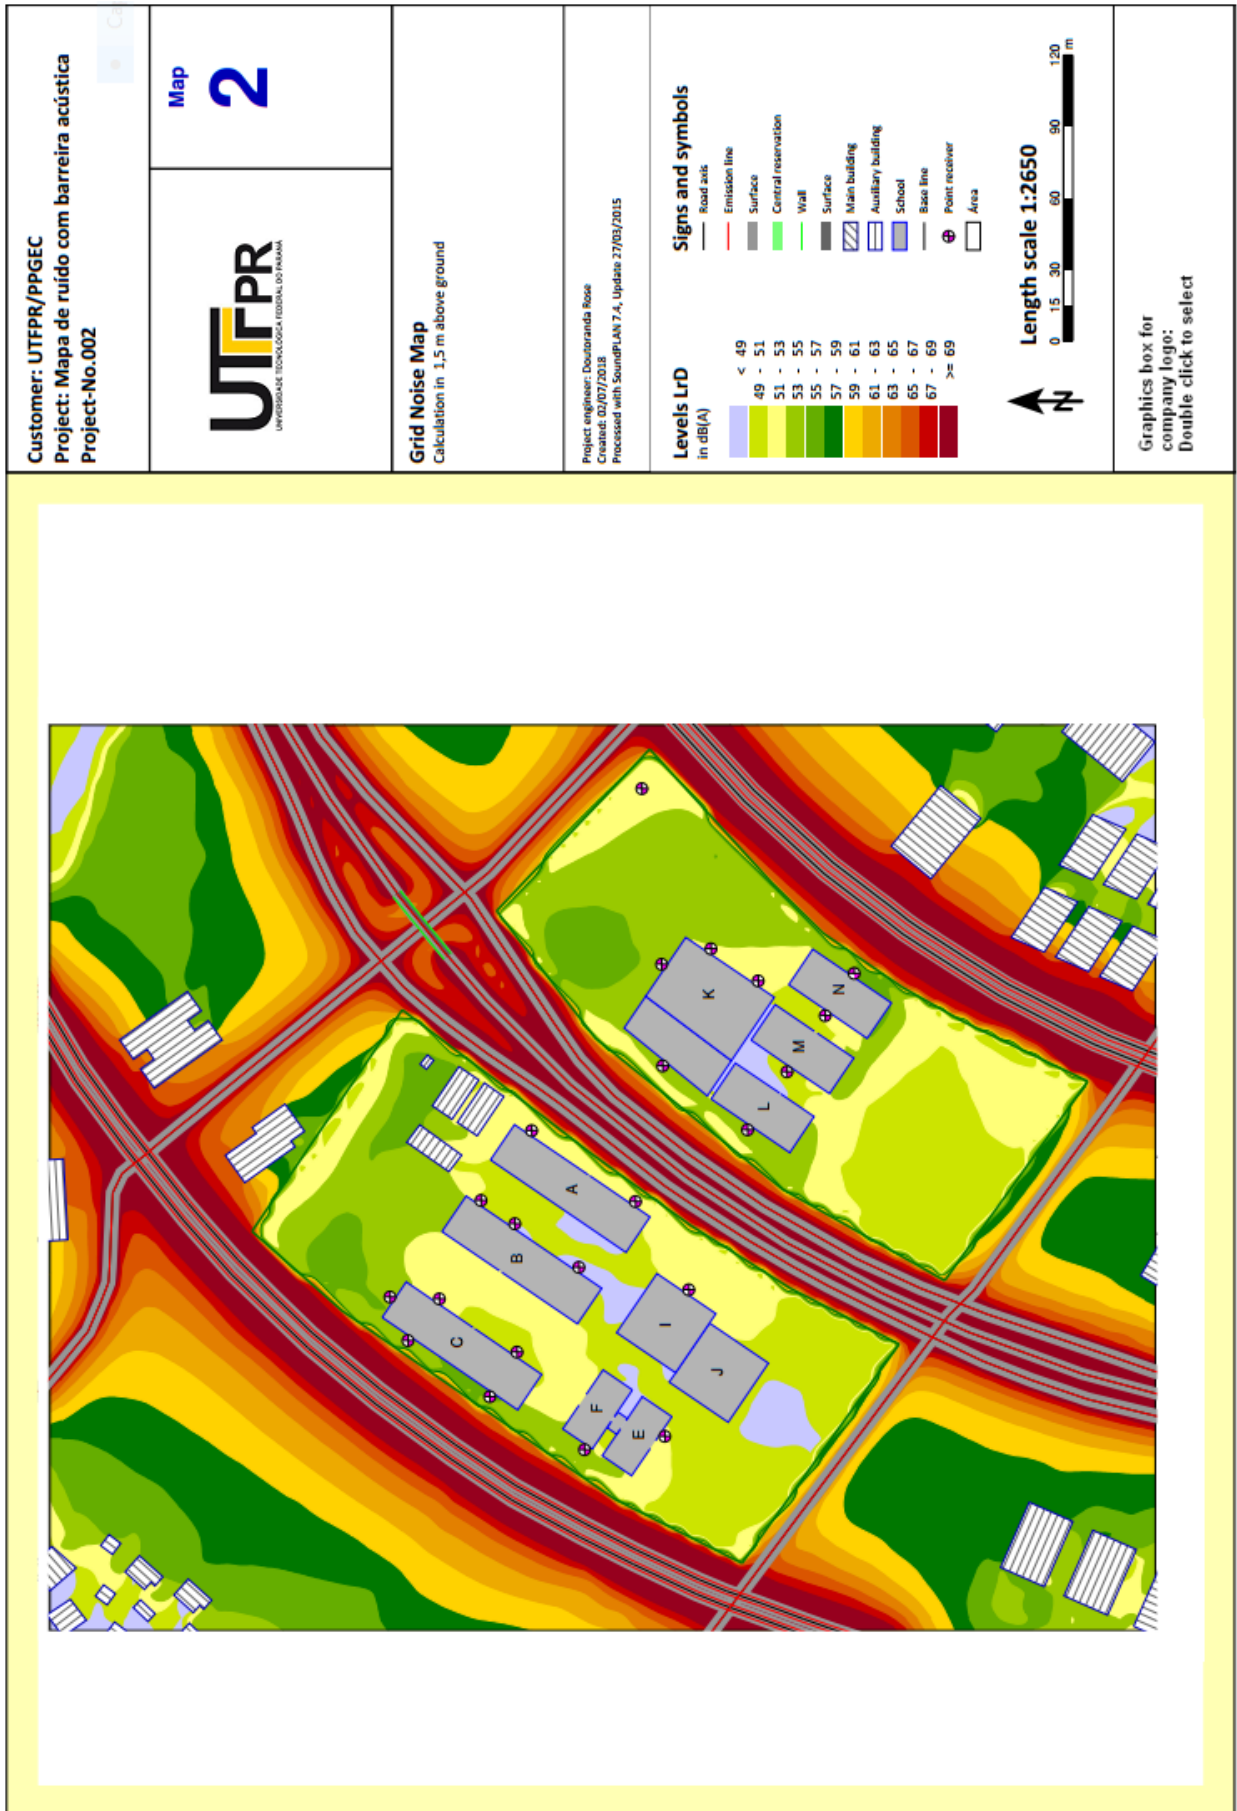 Customer: UTFPR/PPGEC
Project: Mapa de ruído com barreira acústica
Project-No.002
Map
2
UTFPR
UNIVERSIDADE TECNOLÓGICA FEDERAL DO PARANÁ
Grid Noise Map
Calculation in 1,5 m above ground
Project engineer: Doutoranda Rose
Created: 02/07/2018
Processed with SoundPLAN 7.4, Update 27/03/2015
Levels LrD
in dB(A)
< 49
49 - 51
51 - 53
53 - 55
55 - 57
57 - 59
59 - 61
61 - 63
63 - 65
65 - 67
67 - 69
>= 69
Signs and symbols
Road axis
Emission line
Surface
Central reservation
Wall
Surface
Main building
Auxiliary building
School
Base line
Point receiver
Área
N
Length scale 1:2650
0 15 30 60 90 120
m
Graphics box for
company logo:
Double click to select
A
B
C
F
E
I
J
K
L
M
N